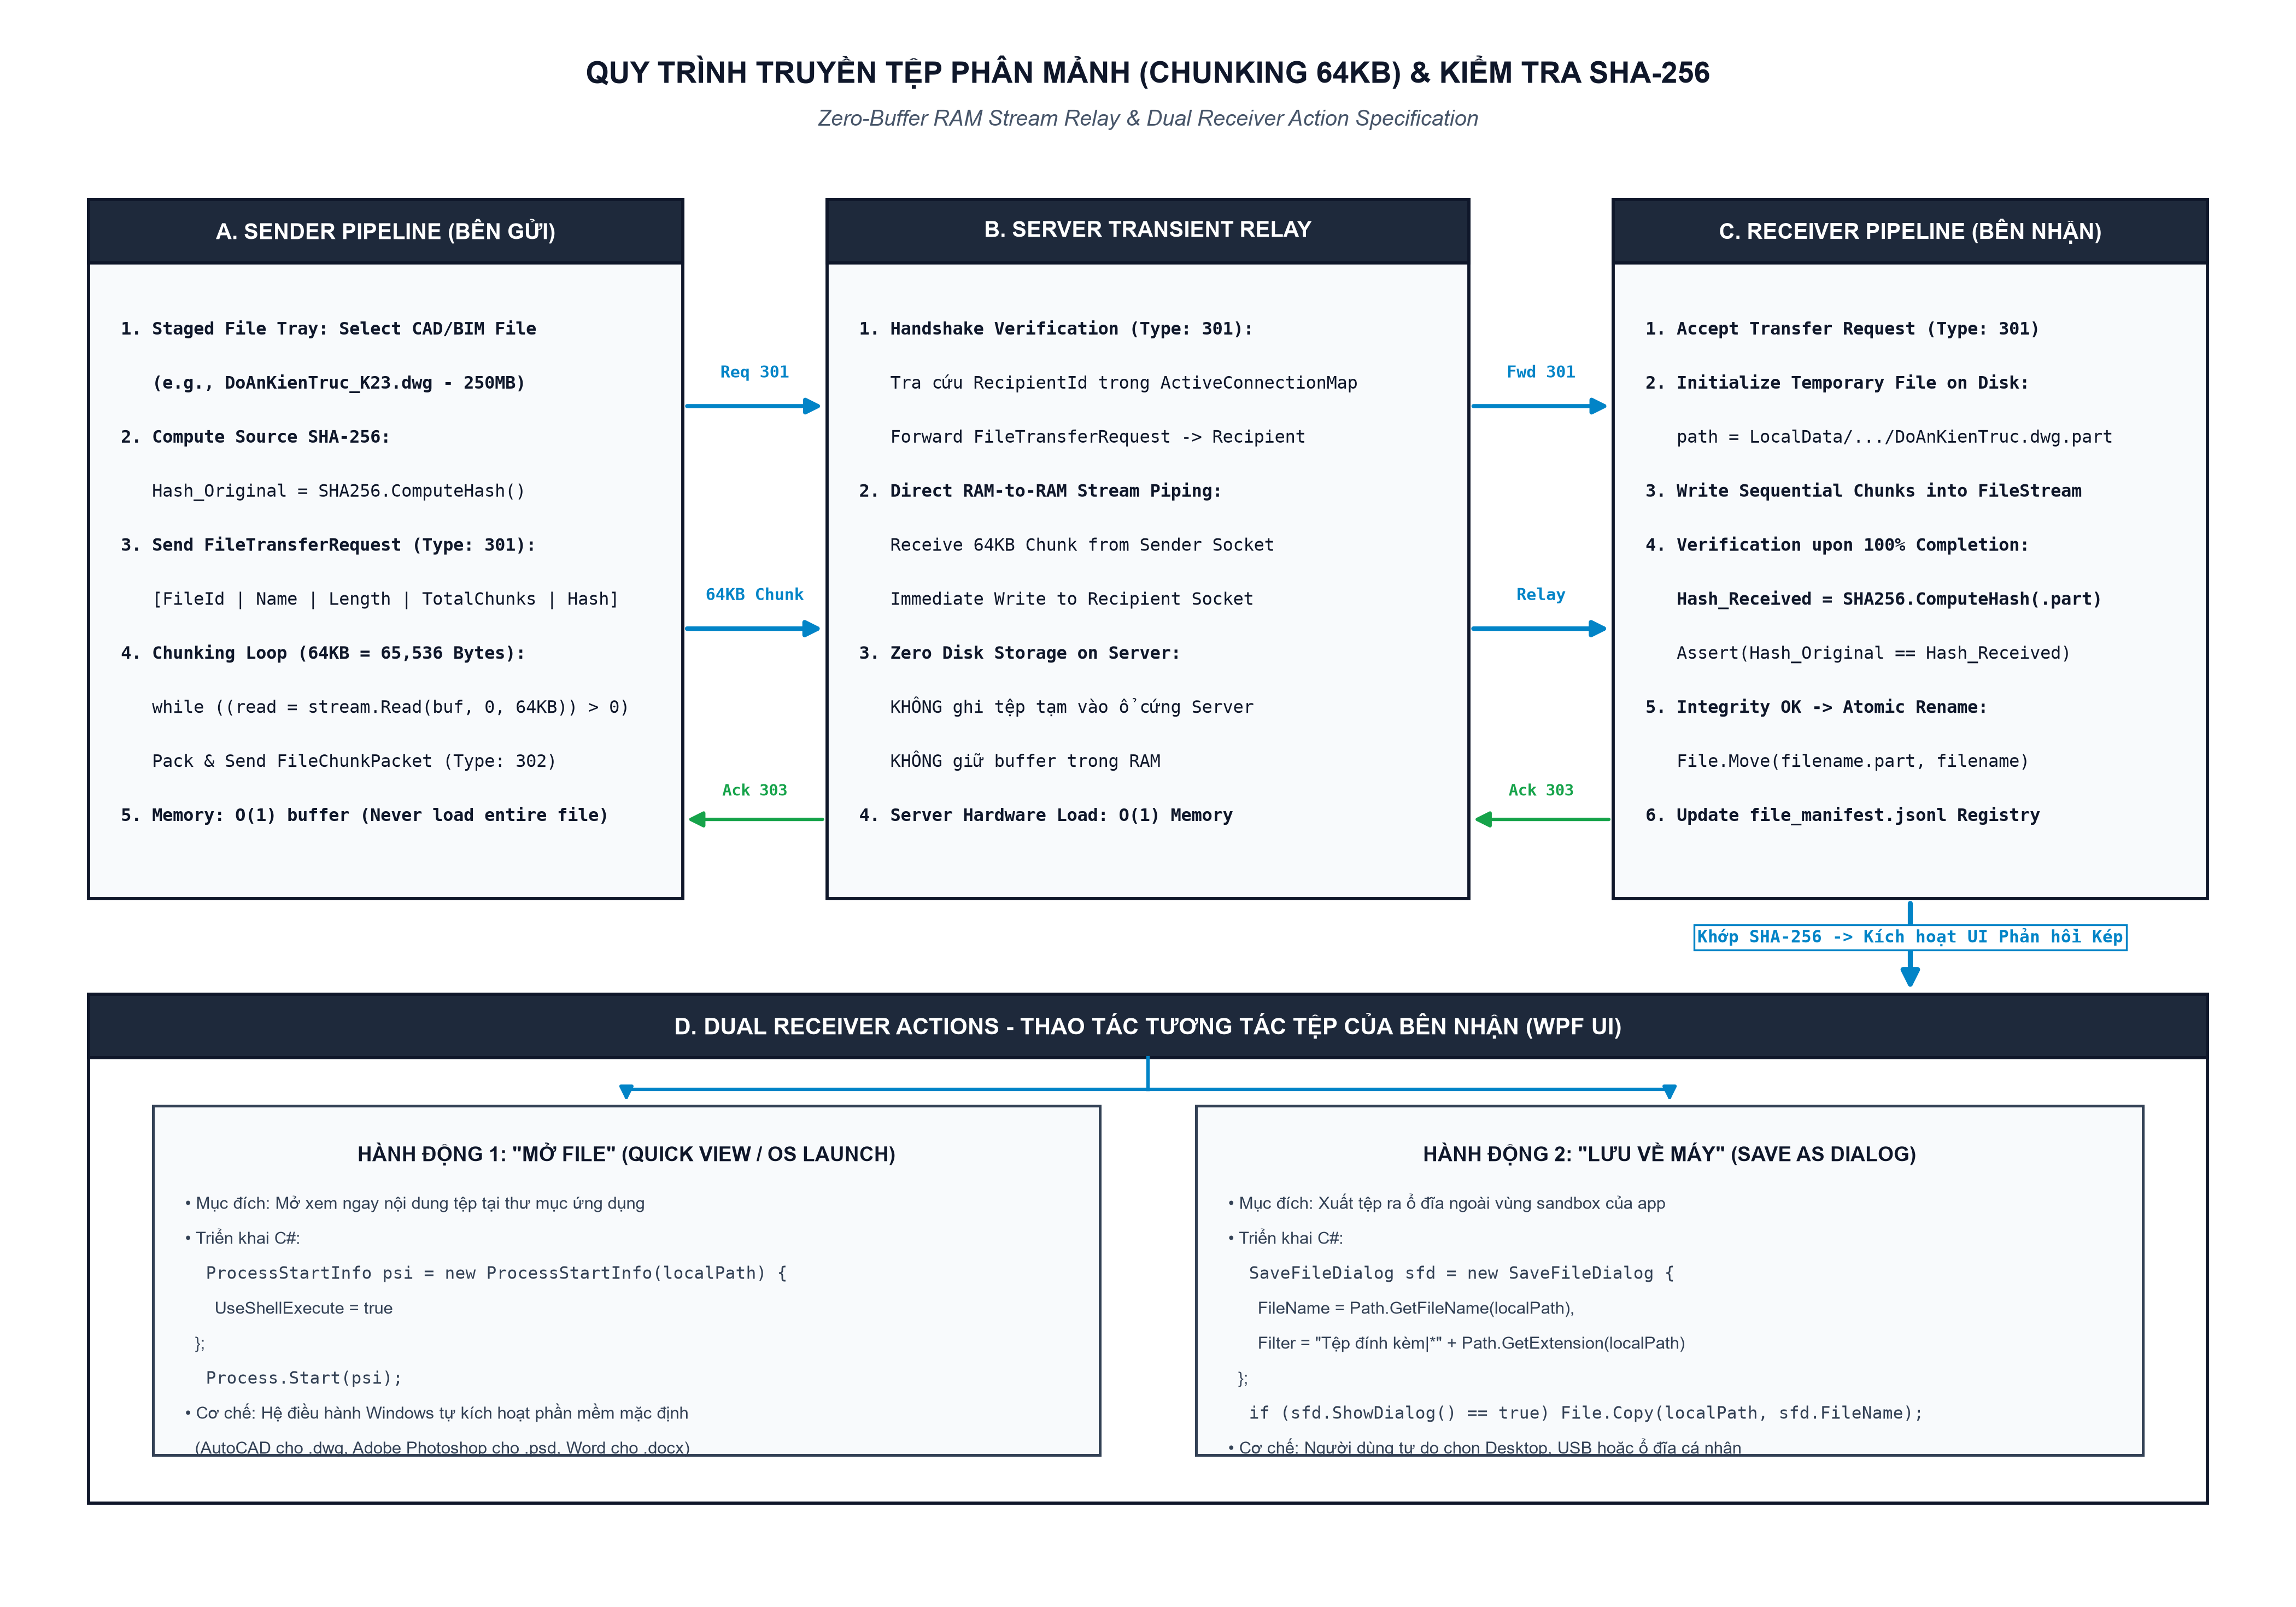 QUY TRÌNH TRUYỀN TỆP PHÂN MẢNH (CHUNKING 64KB) & KIỂM TRA SHA-256
Zero-Buffer RAM Stream Relay & Dual Receiver Action Specification
A. SENDER PIPELINE (BÊN GỬI)
1. Staged File Tray: Select CAD/BIM File
(e.g., DoAnKienTruc_K23.dwg - 250MB)
2. Compute Source SHA-256:
Hash_Original = SHA256.ComputeHash()
3. Send FileTransferRequest (Type: 301):
[FileId | Name | Length | TotalChunks | Hash]
4. Chunking Loop (64KB = 65,536 Bytes):
while ((read = stream.Read(buf, 0, 64KB)) > 0)
Pack & Send FileChunkPacket (Type: 302)
5. Memory: O(1) buffer (Never load entire file)
Req 301
64KB Chunk
Ack 303
B. SERVER TRANSIENT RELAY
1. Handshake Verification (Type: 301):
Tra cứu RecipientId trong ActiveConnectionMap
Forward FileTransferRequest -> Recipient
2. Direct RAM-to-RAM Stream Piping:
Receive 64KB Chunk from Sender Socket
Immediate Write to Recipient Socket
3. Zero Disk Storage on Server:
KHÔNG ghi tệp tạm vào ổ cứng Server
KHÔNG giữ buffer trong RAM
4. Server Hardware Load: O(1) Memory
Fwd 301
Relay
Ack 303
C. RECEIVER PIPELINE (BÊN NHẬN)
1. Accept Transfer Request (Type: 301)
2. Initialize Temporary File on Disk:
path = LocalData/.../DoAnKienTruc.dwg.part
3. Write Sequential Chunks into FileStream
4. Verification upon 100% Completion:
Hash_Received = SHA256.ComputeHash(.part)
Assert(Hash_Original == Hash_Received)
5. Integrity OK -> Atomic Rename:
File.Move(filename.part, filename)
6. Update file_manifest.jsonl Registry
Khớp SHA-256 -> Kích hoạt UI Phản hồi Kép
D. DUAL RECEIVER ACTIONS - THAO TÁC TƯƠNG TÁC TỆP CỦA BÊN NHẬN (WPF UI)
HÀNH ĐỘNG 1: "MỞ FILE" (QUICK VIEW / OS LAUNCH)
• Mục đích: Mở xem ngay nội dung tệp tại thư mục ứng dụng
• Triển khai C#:
ProcessStartInfo psi = new ProcessStartInfo(localPath) {
UseShellExecute = true
};
Process.Start(psi);
• Cơ chế: Hệ điều hành Windows tự kích hoạt phần mềm mặc định
(AutoCAD cho .dwg, Adobe Photoshop cho .psd, Word cho .docx)
HÀNH ĐỘNG 2: "LƯU VỀ MÁY" (SAVE AS DIALOG)
• Mục đích: Xuất tệp ra ổ đĩa ngoài vùng sandbox của app
• Triển khai C#:
SaveFileDialog sfd = new SaveFileDialog {
FileName = Path.GetFileName(localPath),
Filter = "Tệp đính kèm|*" + Path.GetExtension(localPath)
};
if (sfd.ShowDialog() == true) File.Copy(localPath, sfd.FileName);
• Cơ chế: Người dùng tự do chọn Desktop, USB hoặc ổ đĩa cá nhân